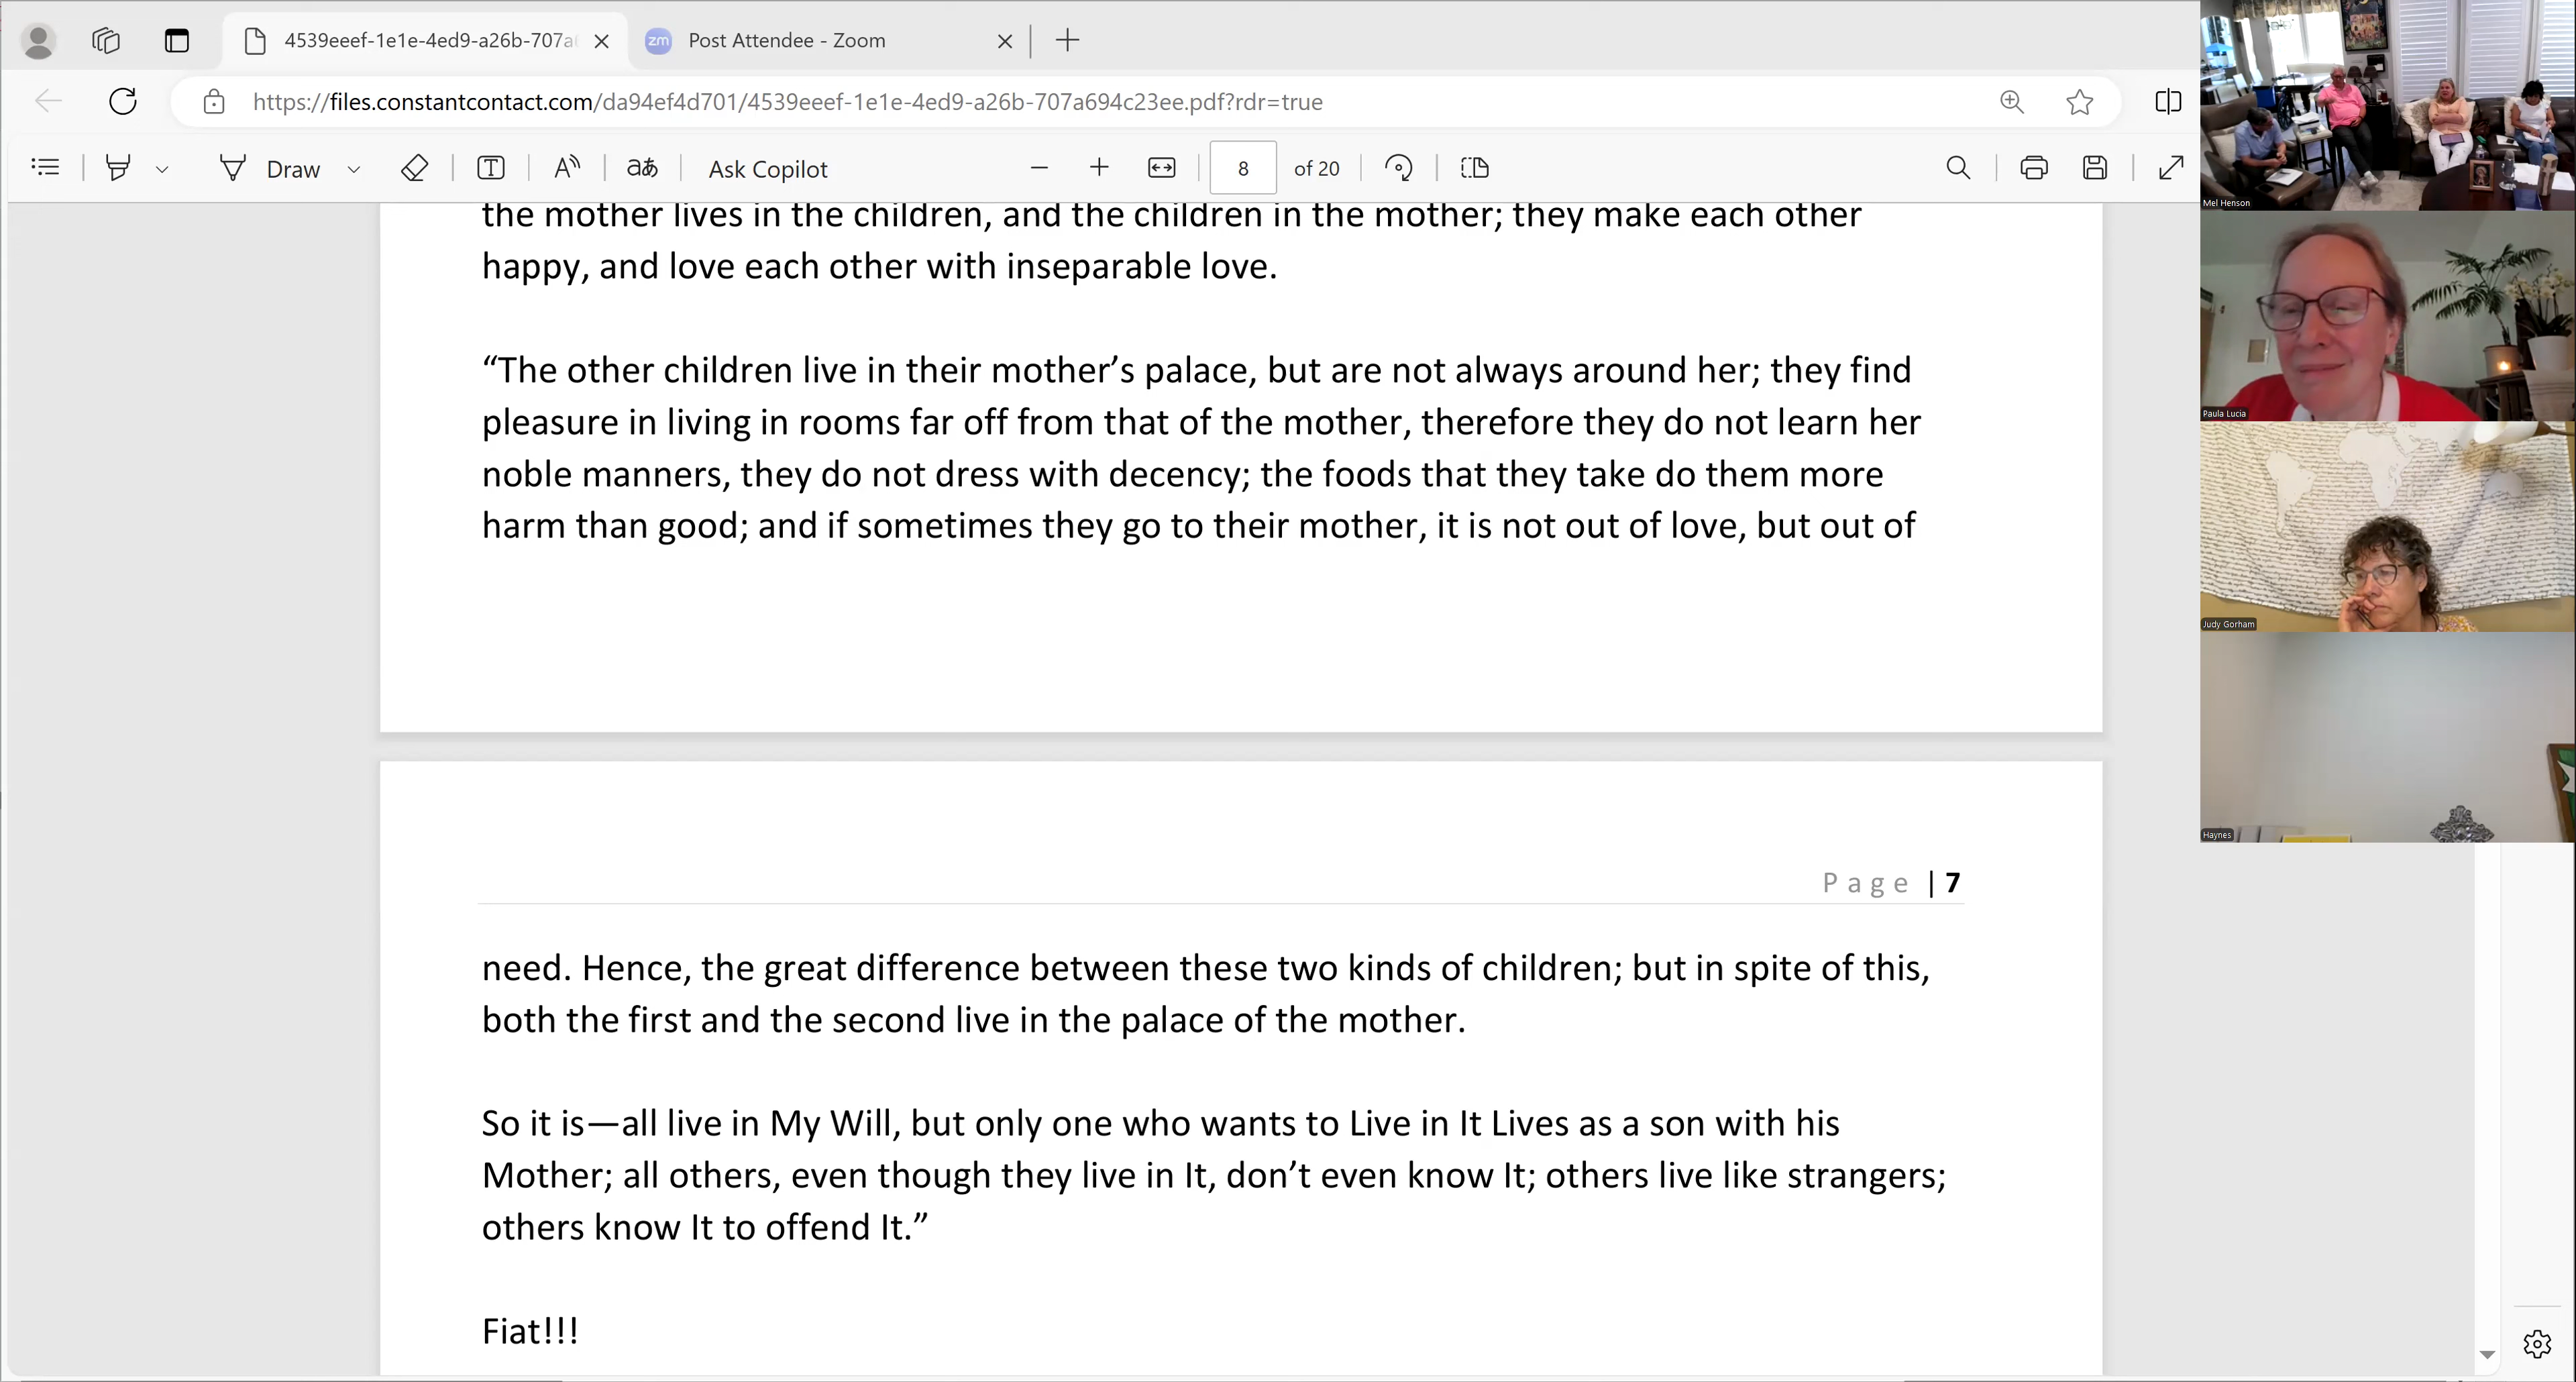 4539eeef-1e1e-4ed9-a26b-707a6
zm Post Attendee - Zoom
https://files.constantcontact.com/da94ef4d701/4539eeef-1e1e-4ed9-a26b-707a694c23ee.pdf?rdr=true
Draw
Ask Copilot
8 of 20
the mother lives in the children, and the children in the mother; they make each other
happy, and love each other with inseparable love.
“The other children live in their mother’s palace, but are not always around her; they find
pleasure in living in rooms far off from that of the mother, therefore they do not learn her
noble manners, they do not dress with decency; the foods that they take do them more
harm than good; and if sometimes they go to their mother, it is not out of love, but out of
Page | 7
need. Hence, the great difference between these two kinds of children; but in spite of this,
both the first and the second live in the palace of the mother.
So it is—all live in My Will, but only one who wants to Live in It Lives as a son with his
Mother; all others, even though they live in It, don’t even know It; others live like strangers;
others know It to offend It.”
Fiat!!!
Mel Henson
Paula Lucia
Judy Gorham
Haynes